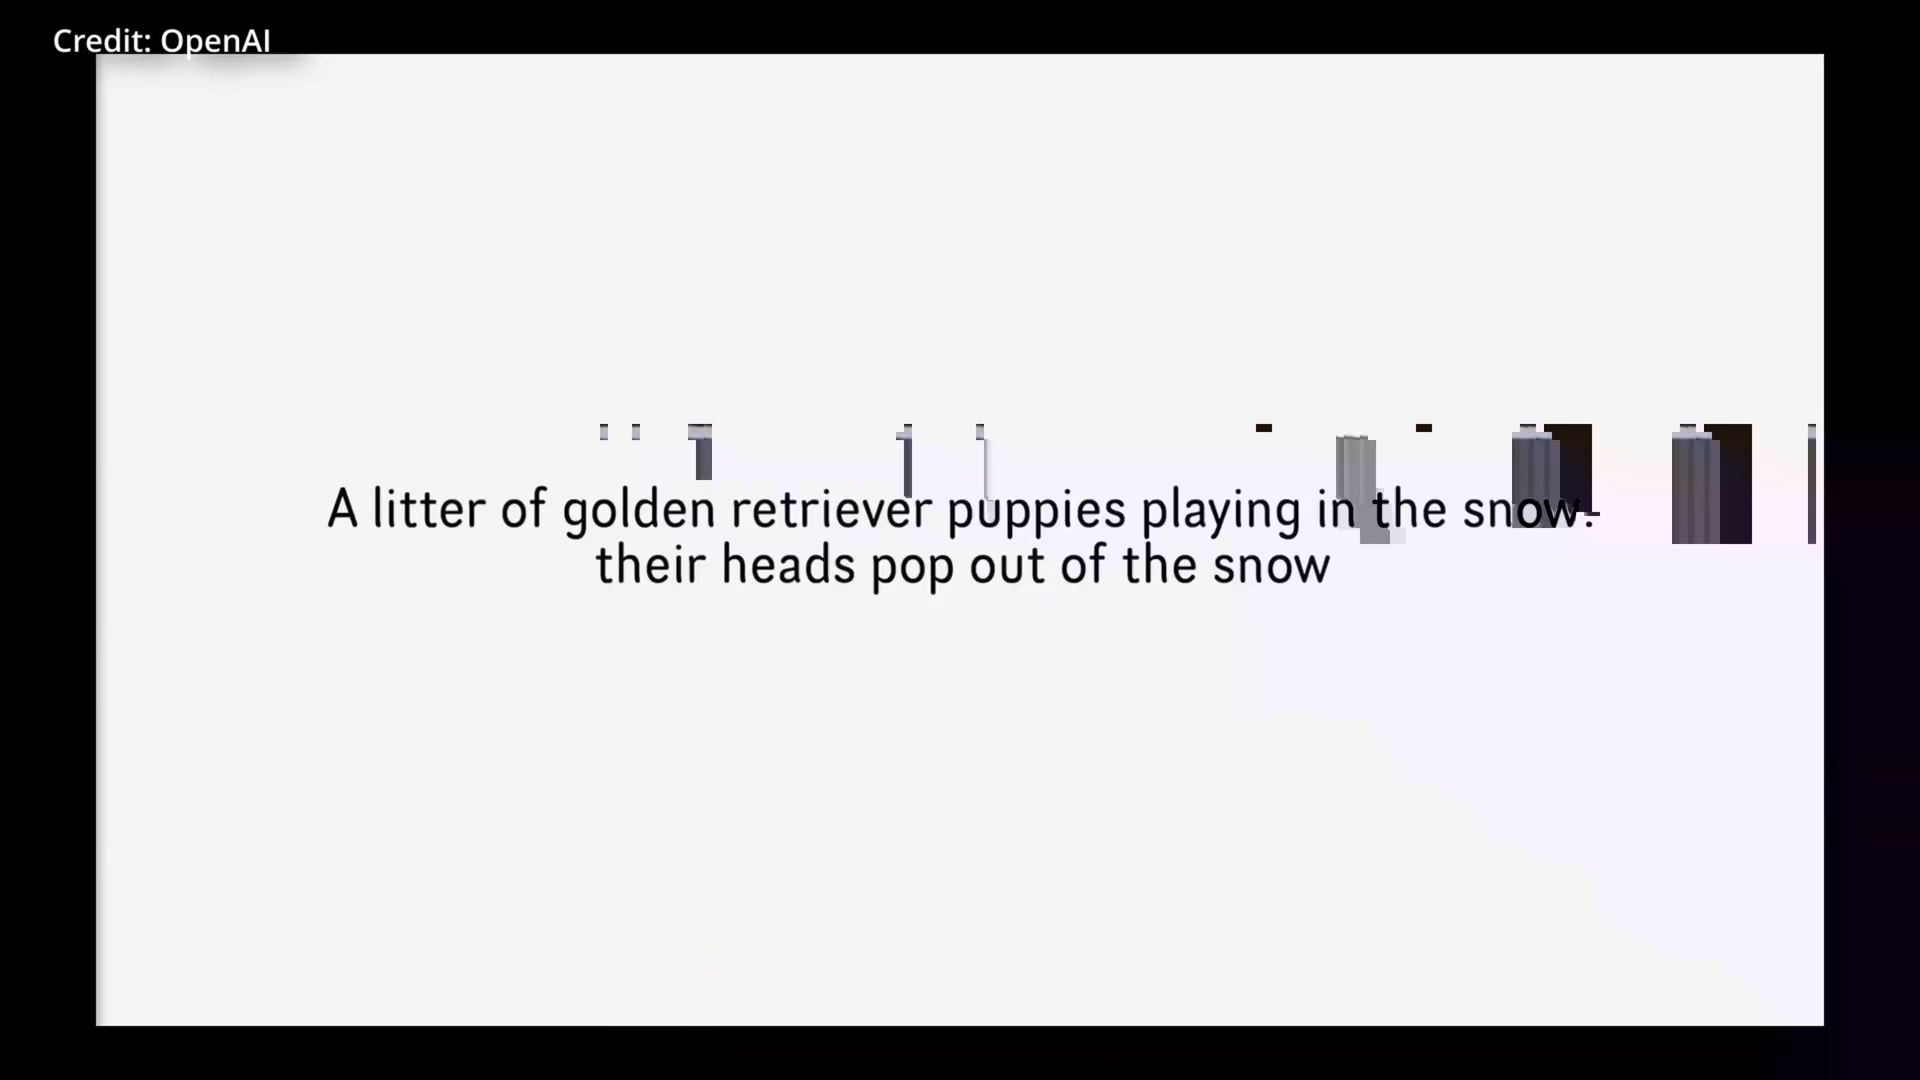 Credit: OpenAI
A litter of golden retriever puppies playing in the snow.
their heads pop out of the snow